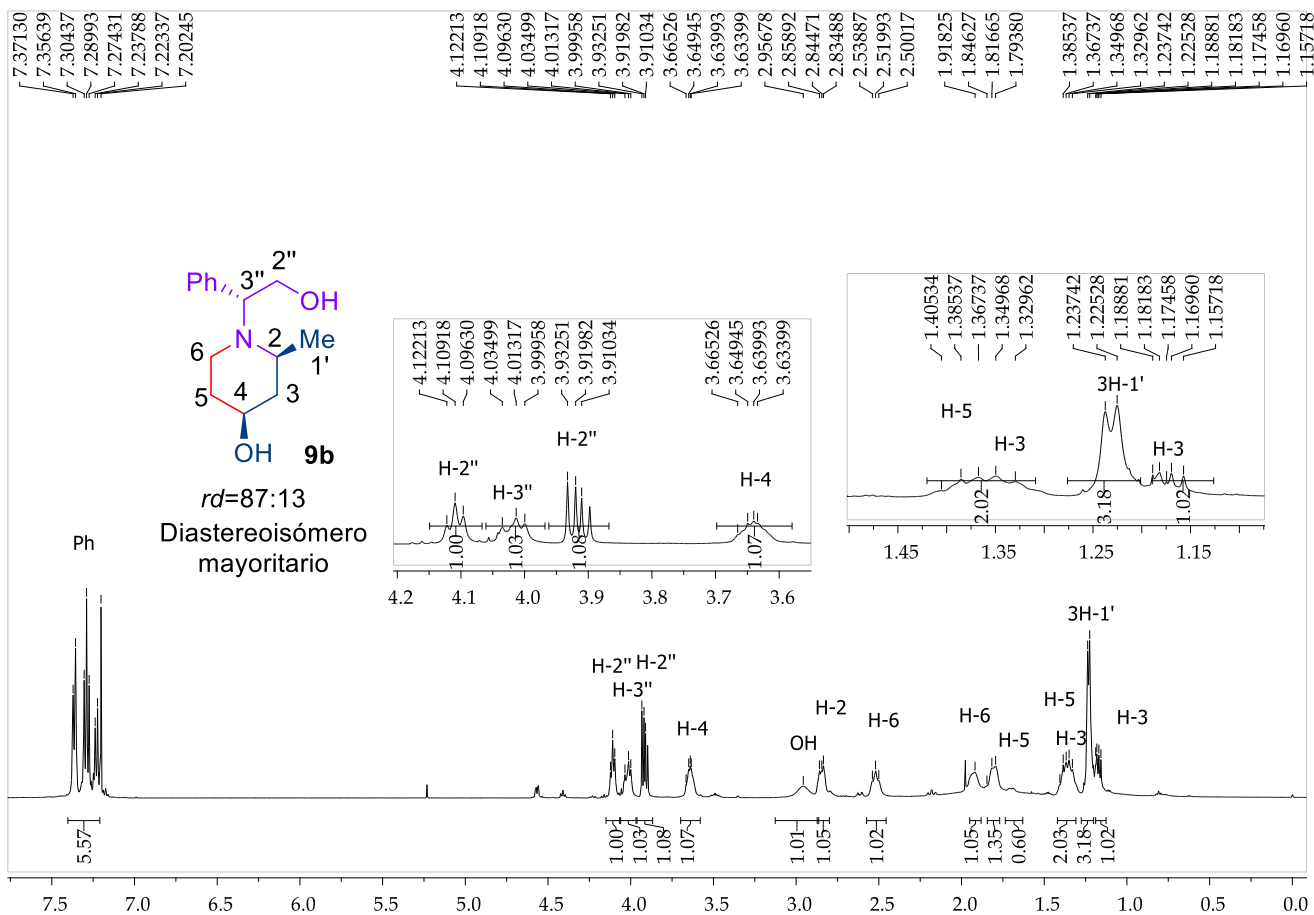 7.37130
7.35639
7.30437
7.28993
7.27431
7.23788
7.22337
7.20245
4.12213
4.10918
4.09630
4.03499
4.01317
3.99958
3.93251
3.91982
3.91034
3.66526
3.64945
3.63993
3.63399
2.95678
2.85892
2.84471
2.83488
2.53887
2.51993
2.50017
1.91825
1.84627
1.81665
1.79380
1.38537
1.36737
1.34968
1.32962
1.23742
1.22528
1.18881
1.18183
1.17458
1.16960
1.15718
Ph
3''
2''
OH
N
2
Me
1'
6
5
4
3
OH
9b
rd=87:13
Diastereoisómero
mayoritario
4.12213
4.10918
4.09630
4.03499
4.01317
3.99958
3.93251
3.91982
3.91034
3.66526
3.64945
3.63993
3.63399
H-2''
H-3''
H-2''
H-4
1.00
1.03
1.08
1.07
4.2 4.1 4.0 3.9 3.8 3.7 3.6
1.40534
1.38537
1.36737
1.34968
1.32962
1.23742
1.22528
1.18881
1.18183
1.17458
1.16960
1.15718
H-5
H-3
3H-1'
H-3
2.02
3.18
1.02
1.45 1.35 1.25 1.15
Ph
H-2''
H-3''
H-2''
H-4
OH
H-2
H-6
H-6
H-5
H-5
H-3
3H-1'
H-3
5.57
1.00
1.03
1.08
1.07
1.01
1.05
1.02
1.05
1.35
0.60
2.03
3.18
1.02
7.5 7.0 6.5 6.0 5.5 5.0 4.5 4.0 3.5 3.0 2.5 2.0 1.5 1.0 0.5 0.0